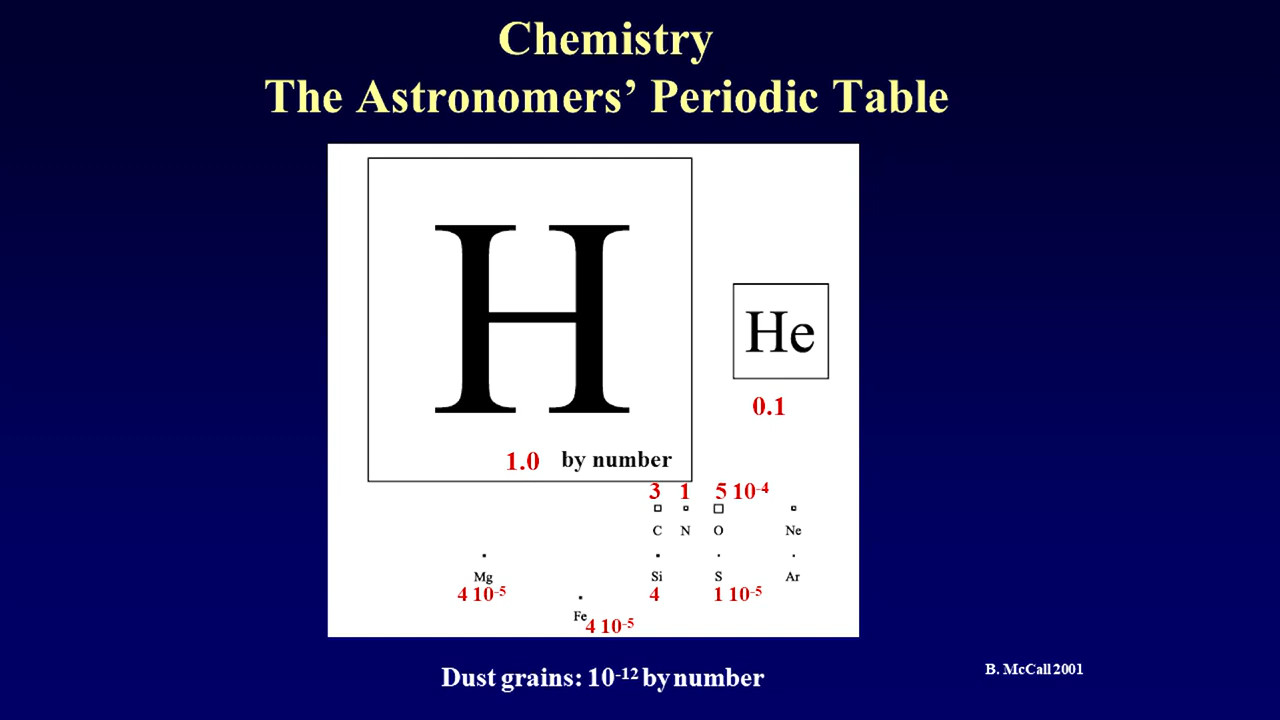 Chemistry
The Astronomers’ Periodic Table
H
He
0.1
1.0 by number
3 1 5 10⁻⁴
C N O Ne
Mg Si S Ar
4 10⁻⁵ 4 1 10⁻⁵
Fe
4 10⁻⁵
Dust grains: 10⁻¹² by number
B. McCall 2001